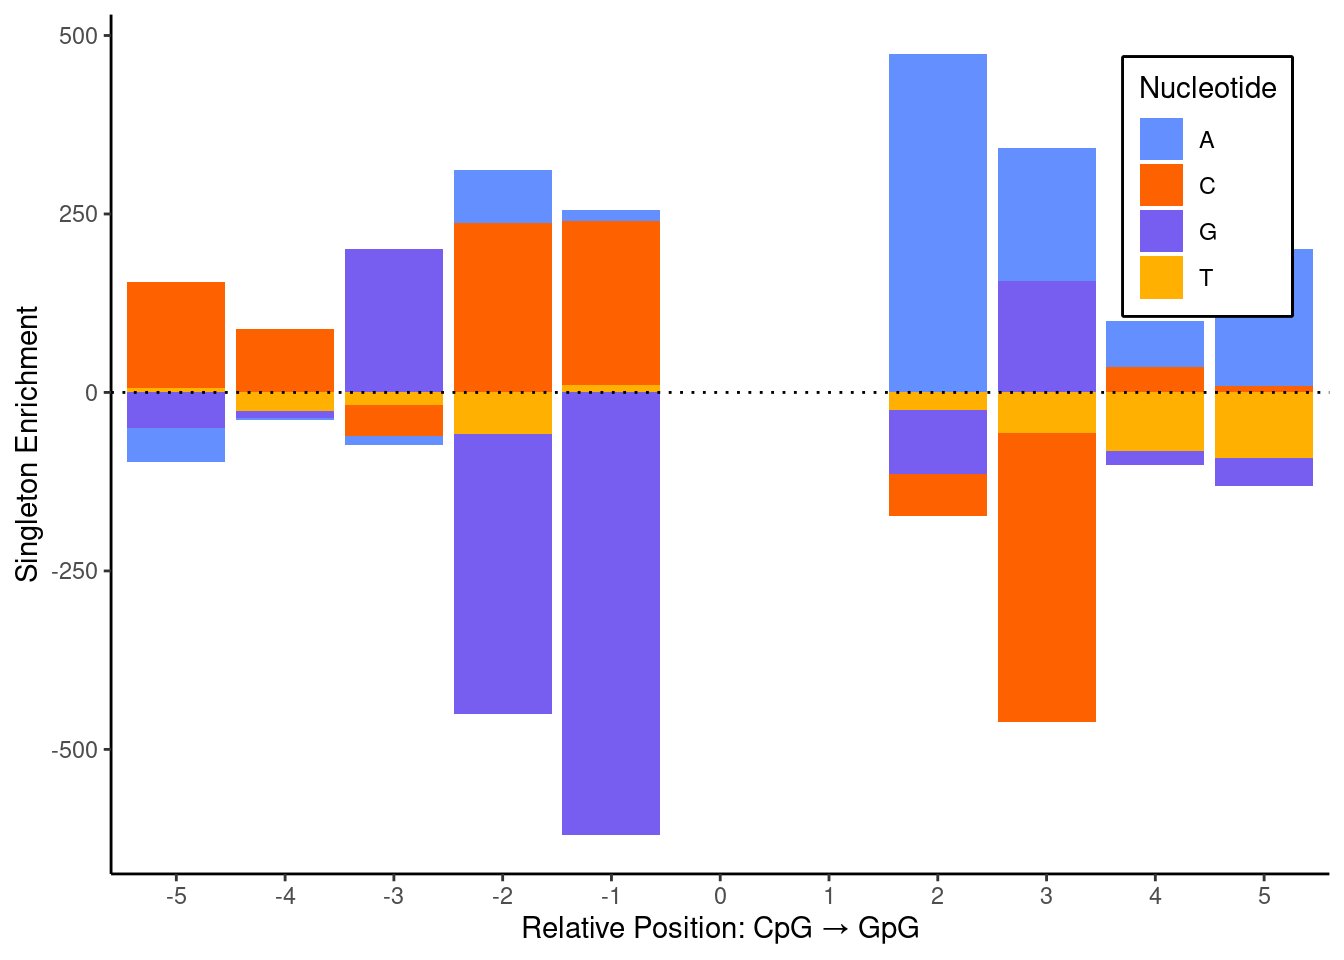 500
250
0
-250
-500
Singleton Enrichment
Nucleotide
A
C
G
T
-5 -4 -3 -2 -1 0 1 2 3 4 5
Relative Position: CpG → GpG